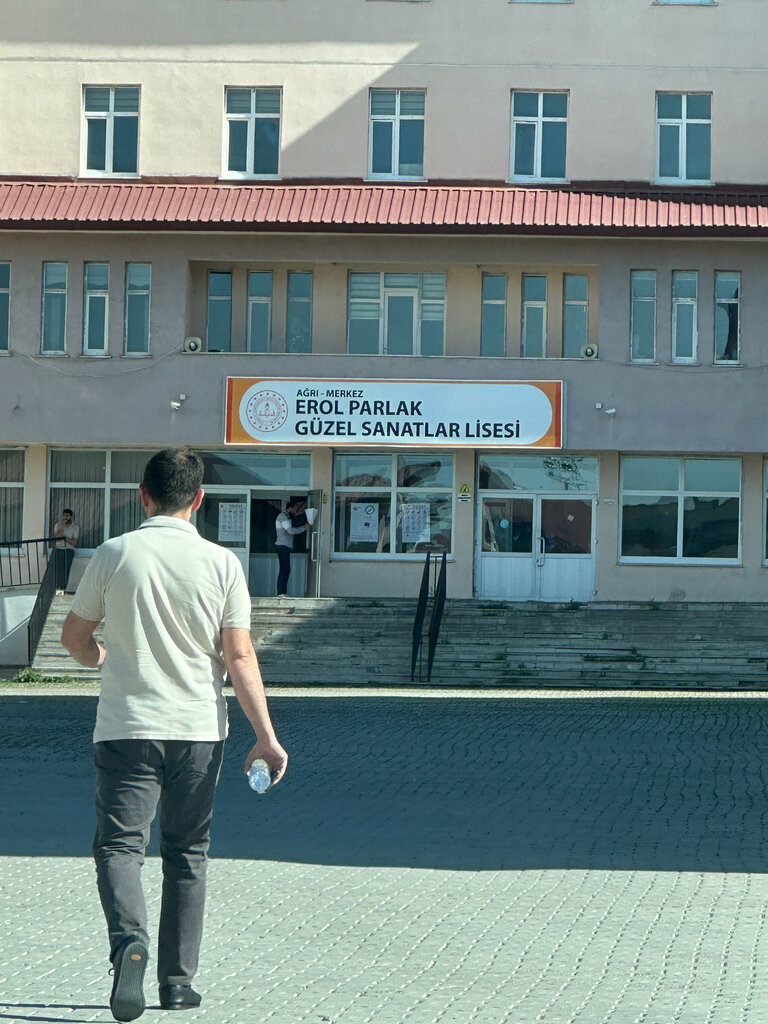 AĞRI - MERKEZ
EROL PARLAK
GÜZEL SANATLAR LİSESİ